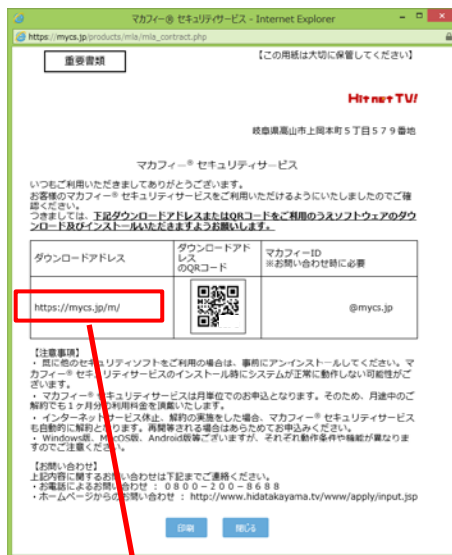 マカフィー® セキュリティサービス - Internet Explorer
https://mycs.jp/products/mla/mla_contract.php
重要書類
【この用紙は大切に保管してください】
Hit net TV!
岐阜県高山市上岡本町5丁目579番地
マカフィー® セキュリティサービス
いつもご利用いただきましてありがとうございます。
お客様のマカフィー® セキュリティサービスをご利用いただけるようにいたしましたのでご確
認ください。
つきましては、下記ダウンロードアドレスまたはQRコードをご利用のうえソフトウェアのダウ
ンロード及びインストールいただきますようお願いします。
ダウンロードアドレス
ダウンロードアド
レス
のQRコード
マカフィーID
※お問い合わせ時に必要
https://mycs.jp/m/
@mycs.jp
【注意事項】
・既に他のセキュリティソフトをご利用の場合は、事前にアンインストールしてください。マ
カフィー® セキュリティサービスのインストール時にシステムが正常に動作しない可能性がご
ざいます。
・マカフィー® セキュリティサービスは月単位でのお申込となります。そのため、月途中のご
解約でも1ヶ月分の利用料金を頂戴いたします。
・インターネットサービス休止、解約の実施をした場合、マカフィー® セキュリティサービス
も自動的に解約となります。再開等される場合はあらためてお申込みください。
・Windows版、MacOS版、Android版等ございますが、それぞれ動作条件や機能が異なりま
すのでご注意ください。
【お問い合わせ】
上記内容に関するお問い合わせは下記までご連絡ください。
・お電話によるお問い合わせ : 0800-200-8688
・ホームページからのお問い合わせ : http://www.hidatakayama.tv/www/apply/input.jsp
印刷
閉じる